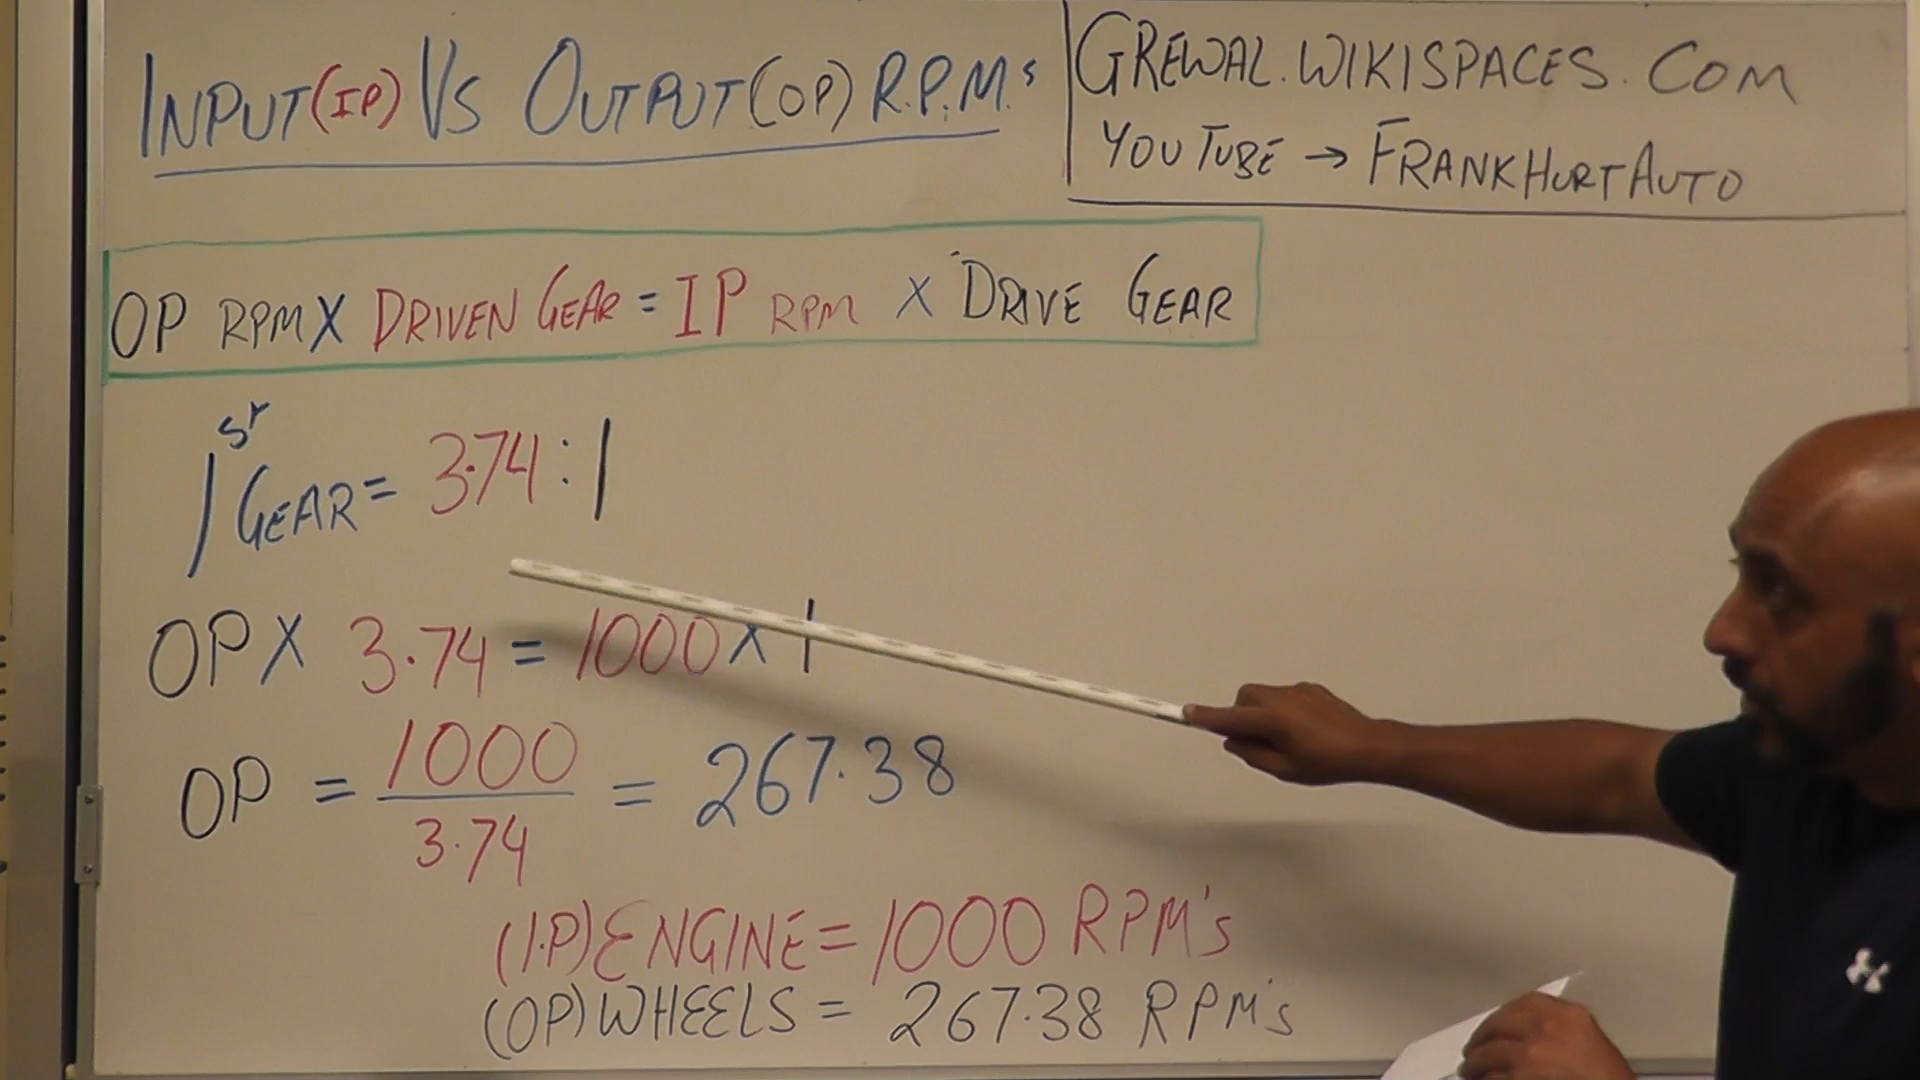 INPUT(IP) VS OUTPUT(OP) R.P.M.s
GREWAL.WIKISPACES.COM
YOUTUBE → FRANKHURTAUTO
OP RPM X DRIVEN GEAR = IP RPM X DRIVE GEAR
1ST GEAR = 3.74:1
OP X 3.74 = 1000 X 1
OP = 1000/3.74 = 267.38
(I.P) ENGINE = 1000 RPM's
(OP) WHEELS = 267.38 RPM's